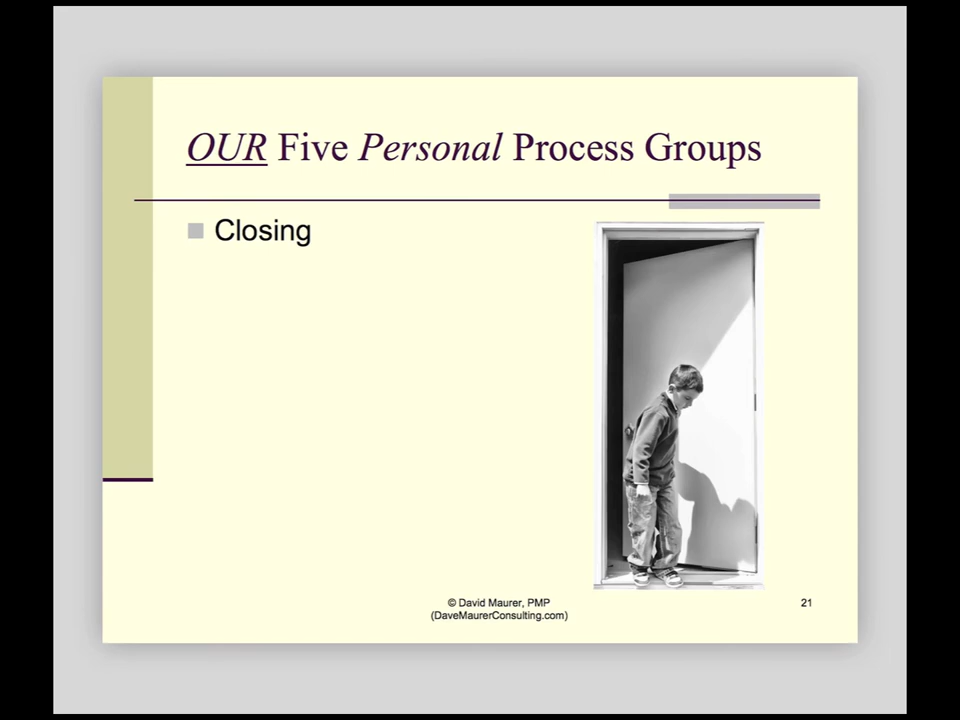 OUR Five Personal Process Groups
Closing
© David Maurer, PMP
(DaveMaurerConsulting.com)
21